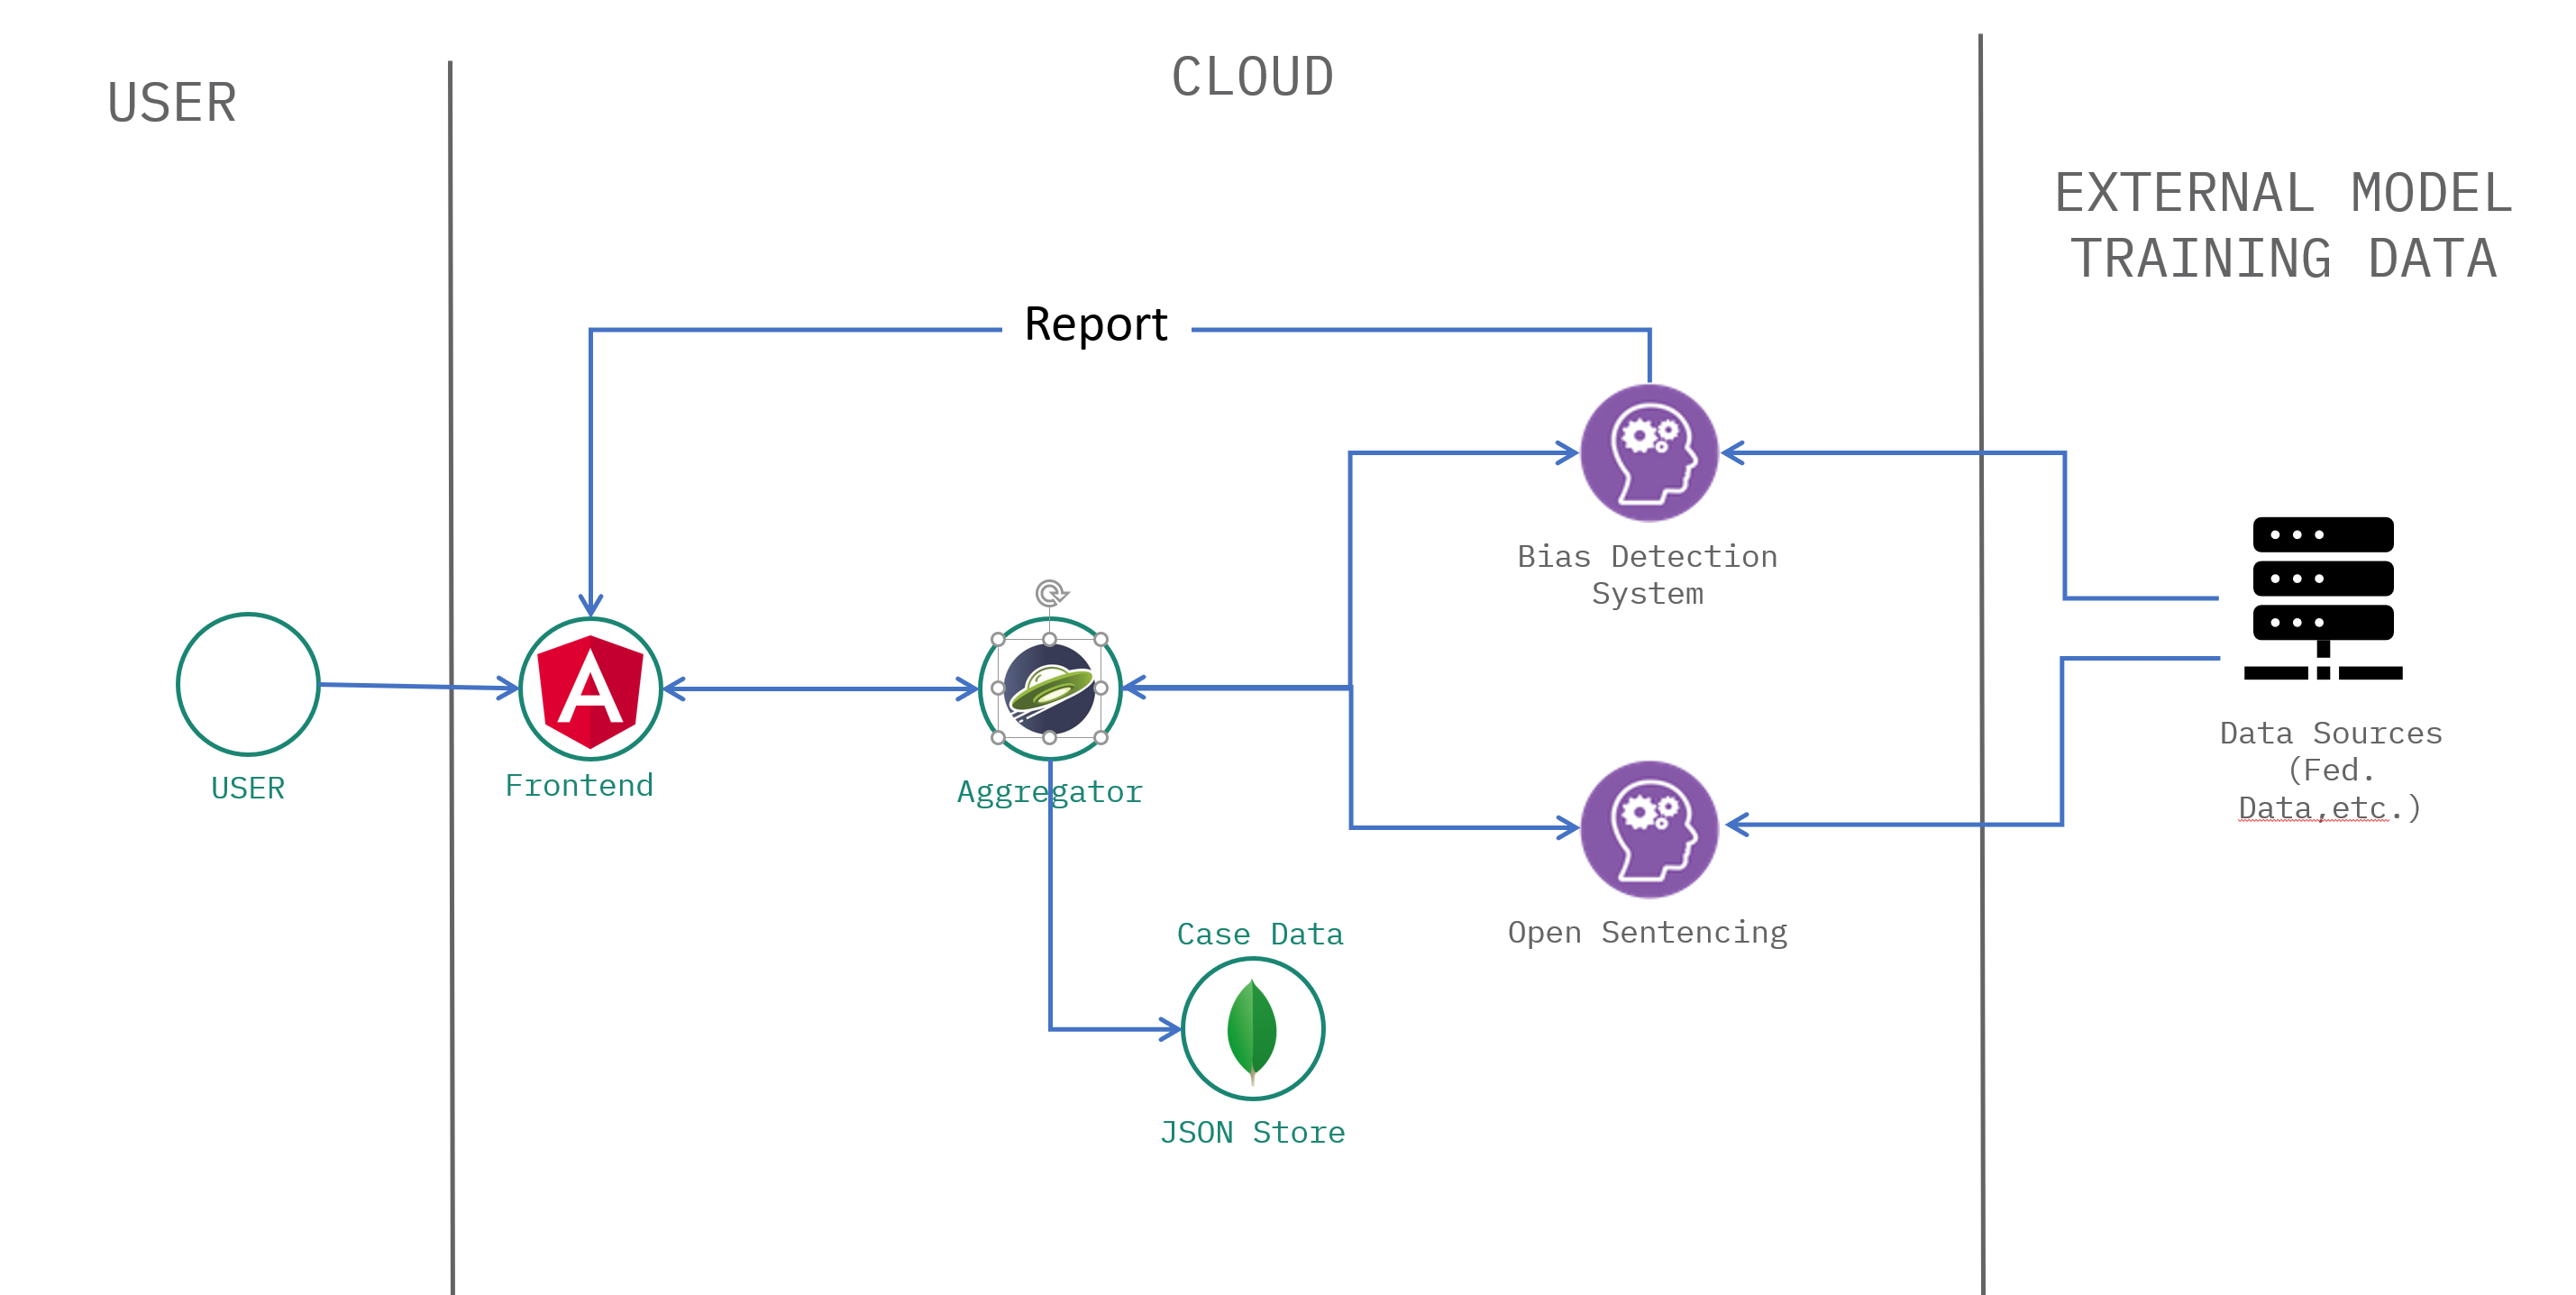 USER
CLOUD
EXTERNAL MODEL
TRAINING DATA
Report
Bias Detection
System
USER
Frontend
Aggregator
Data Sources
(Fed.
Data,etc.)
Case Data
Open Sentencing
JSON Store